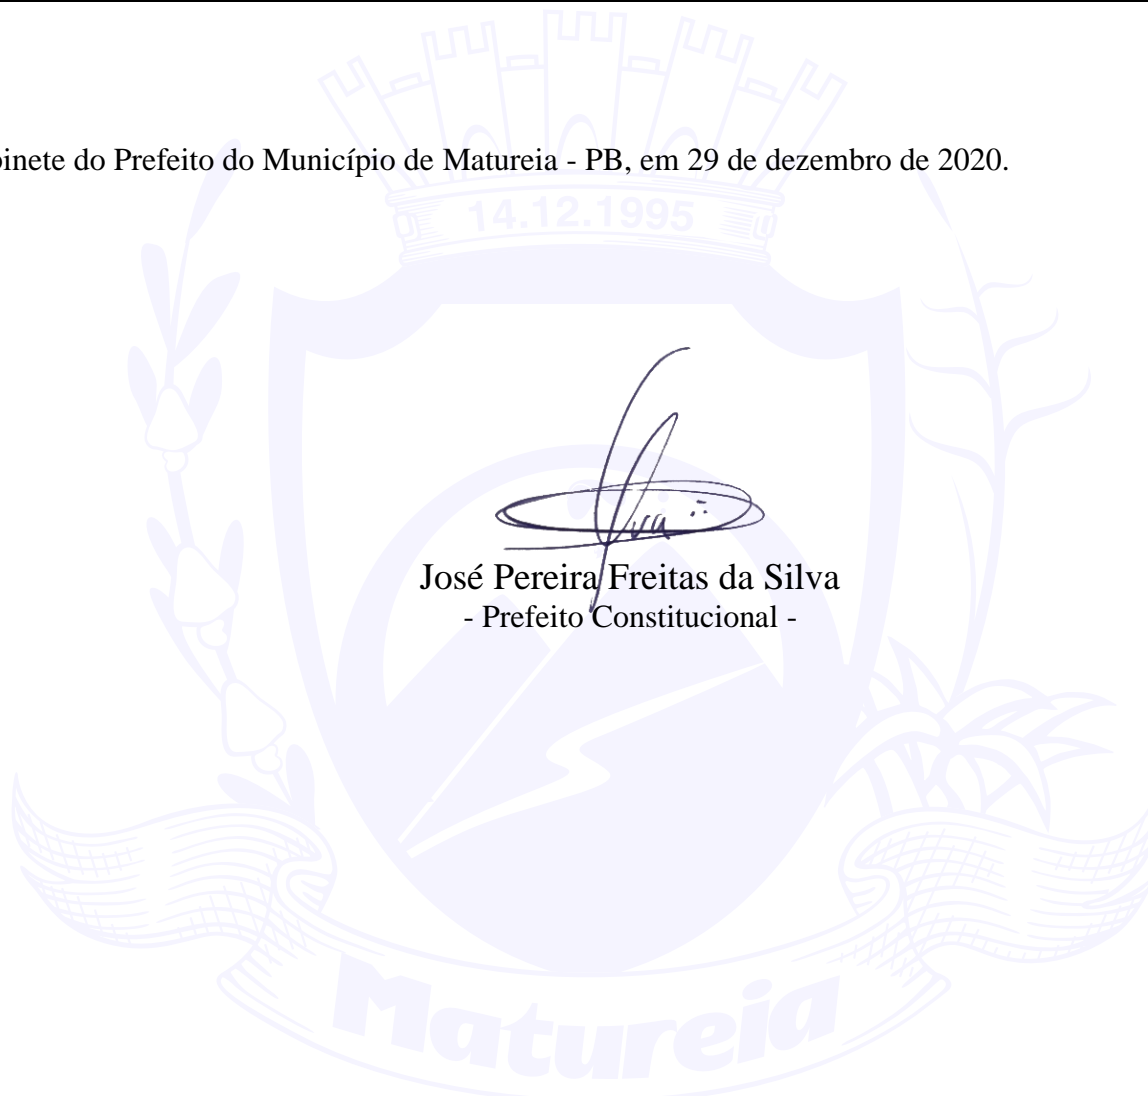 binete do Prefeito do Município de Matureia - PB, em 29 de dezembro de 2020.
14.12.1995
José Pereira Freitas da Silva
- Prefeito Constitucional -
Matureia